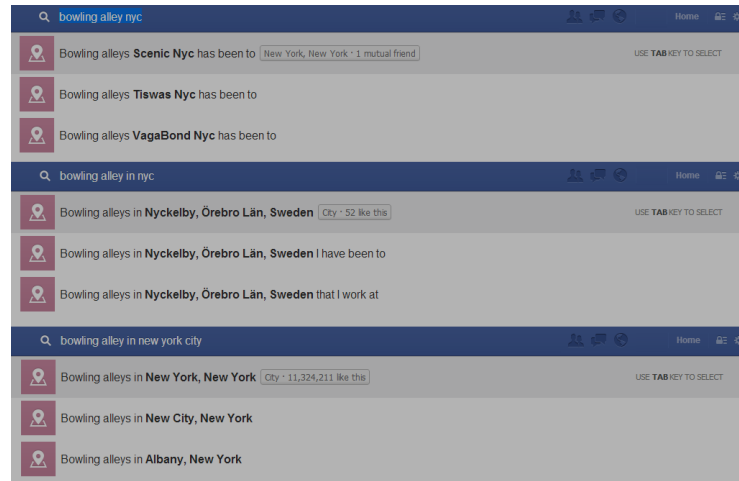 bowling alley nyc
Home
Bowling alleys Scenic Nyc has been to New York, New York · 1 mutual friend
USE TAB KEY TO SELECT
Bowling alleys Tiswas Nyc has been to
Bowling alleys VagaBond Nyc has been to
bowling alley in nyc
Home
Bowling alleys in Nyckelby, Örebro Län, Sweden City · 52 like this
USE TAB KEY TO SELECT
Bowling alleys in Nyckelby, Örebro Län, Sweden I have been to
Bowling alleys in Nyckelby, Örebro Län, Sweden that I work at
bowling alley in new york city
Home
Bowling alleys in New York, New York City · 11,324,211 like this
USE TAB KEY TO SELECT
Bowling alleys in New City, New York
Bowling alleys in Albany, New York